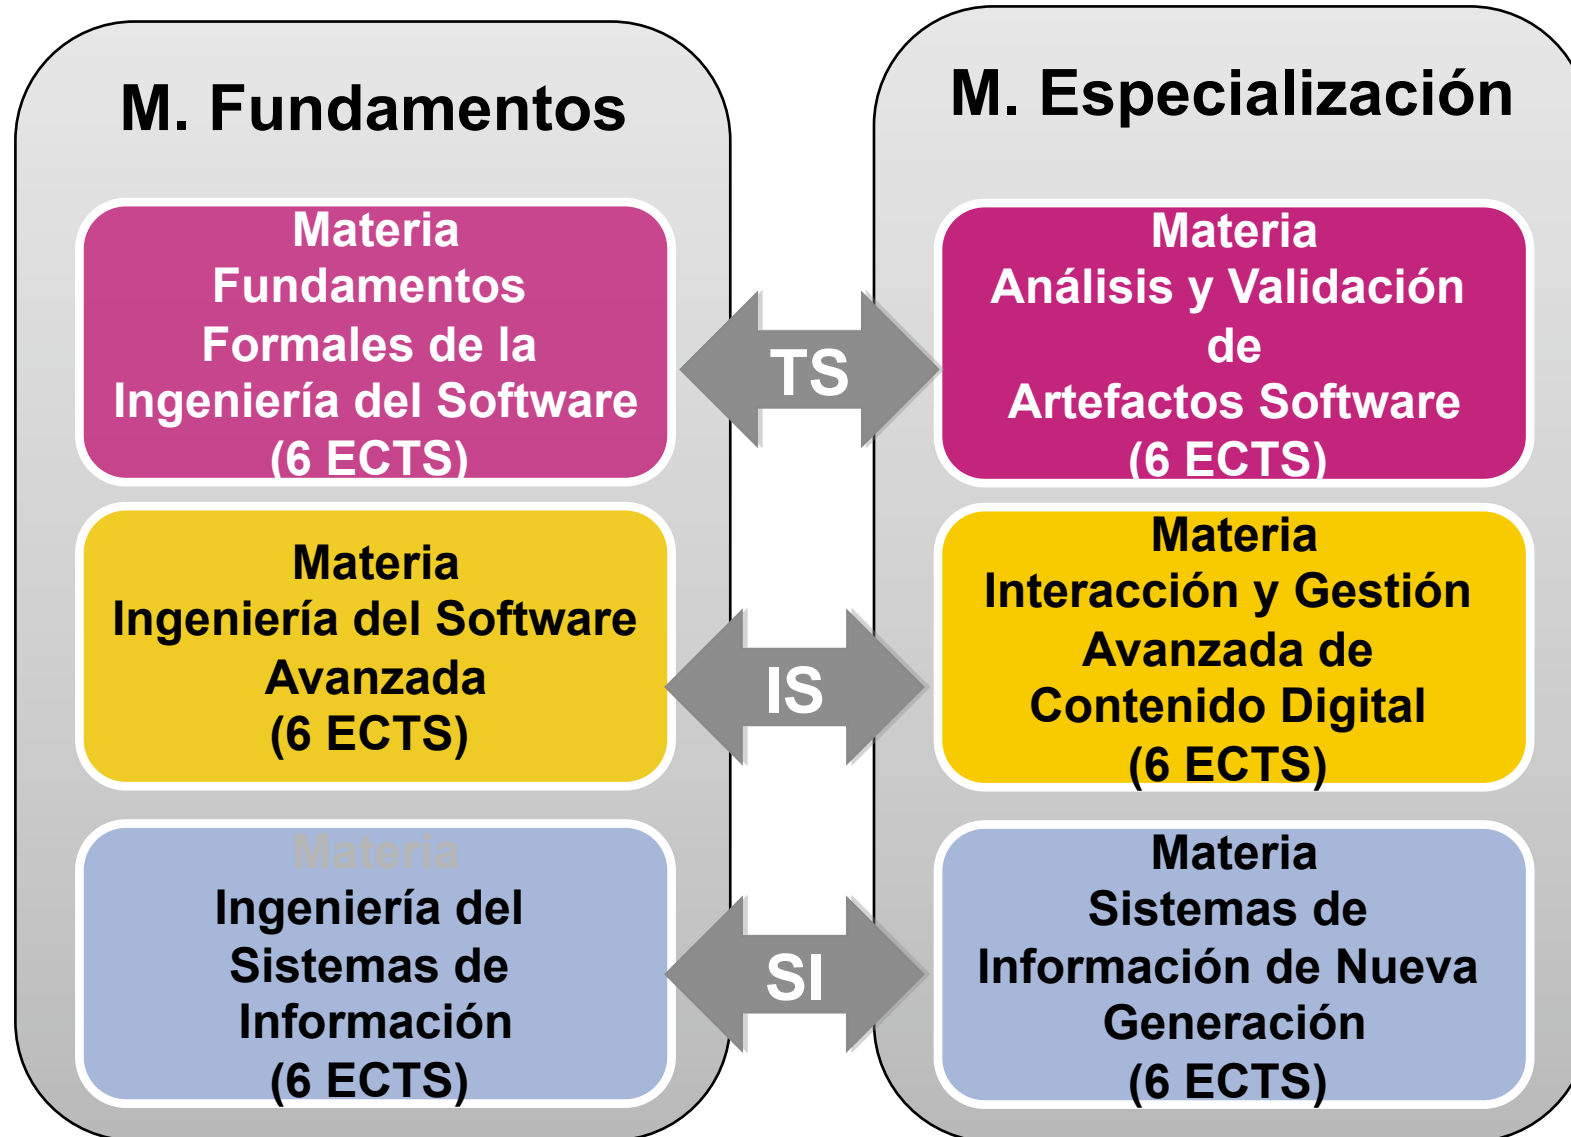 M. Fundamentos
Materia
Fundamentos
Formales de la
Ingeniería del Software
(6 ECTS)
Materia
Ingeniería del Software
Avanzada
(6 ECTS)
Materia
Ingeniería del
Sistemas de
Información
(6 ECTS)
TS
IS
SI
M. Especialización
Materia
Análisis y Validación
de
Artefactos Software
(6 ECTS)
Materia
Interacción y Gestión
Avanzada de
Contenido Digital
(6 ECTS)
Materia
Sistemas de
Información de Nueva
Generación
(6 ECTS)